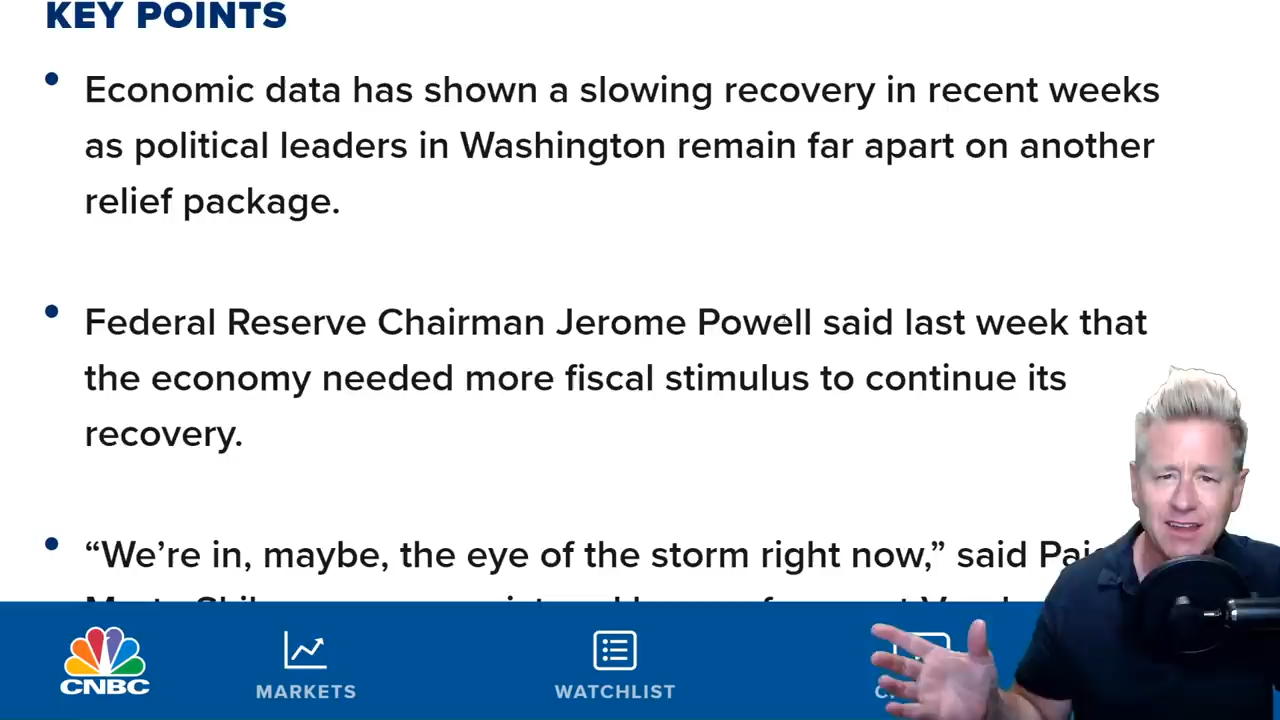 KEY POINTS
• Economic data has shown a slowing recovery in recent weeks
as political leaders in Washington remain far apart on another
relief package.
• Federal Reserve Chairman Jerome Powell said last week that
the economy needed more fiscal stimulus to continue its
recovery.
• “We’re in, maybe, the eye of the storm right now,” said
CNBC
MARKETS
WATCHLIST